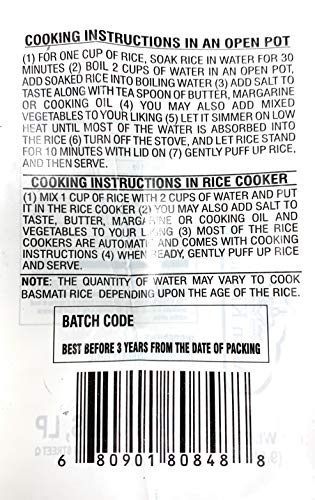 COOKING INSTRUCTIONS IN AN OPEN POT
(1) FOR ONE CUP OF RICE, SOAK RICE IN WATER FOR 30
MINUTES (2) BOIL 2 CUPS OF WATER IN AN OPEN POT,
ADD SOAKED RICE INTO BOILING WATER (3) ADD SALT TO
TASTE ALONG WITH TEA SPOON OF BUTTER, MARGARINE
OR COOKING OIL (4) YOU MAY ALSO ADD MIXED
VEGETABLES TO YOUR LIKING (5) LET IT SIMMER ON LOW
HEAT UNTIL MOST OF THE WATER IS ABSORBED INTO
THE RICE (6) TURN OFF THE STOVE, AND LET RICE STAND
FOR 10 MINUTES WITH LID ON (7) GENTLY PUFF UP RICE,
AND THEN SERVE.
COOKING INSTRUCTIONS IN RICE COOKER
(1) MIX 1 CUP OF RICE WITH 2 CUPS OF WATER AND PUT
IT IN THE RICE COOKER (2) YOU MAY ALSO ADD SALT TO
TASTE, BUTTER, MARGARINE OR COOKING OIL AND
VEGETABLES TO YOUR LIKING (3) MOST OF THE RICE
COOKERS ARE AUTOMATIC AND COMES WITH COOKING
INSTRUCTIONS (4) WHEN READY, GENTLY PUFF UP RICE
AND SERVE.
NOTE: THE QUANTITY OF WATER MAY VARY TO COOK
BASMATI RICE DEPENDING UPON THE AGE OF THE RICE.
BATCH CODE
BEST BEFORE 3 YEARS FROM THE DATE OF PACKING
6 80901 80848 8